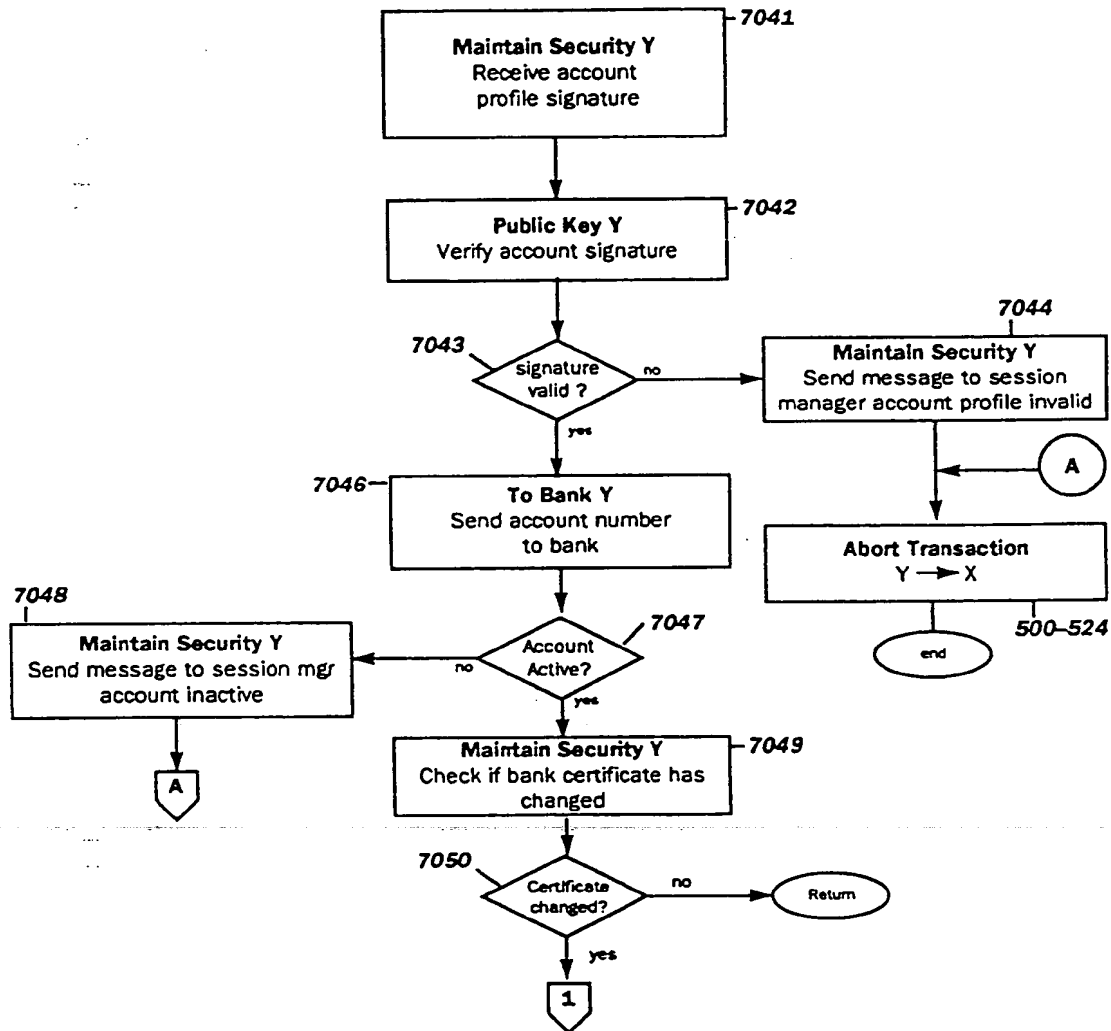 7041
Maintain Security Y
Receive account
profile signature
7042
Public Key Y
Verify account signature
7043
signature
valid ?
no
yes
7044
Maintain Security Y
Send message to session
manager account profile invalid
A
7046
To Bank Y
Send account number
to bank
Abort Transaction
Y → X
500–524
end
7047
Account
Active?
no
yes
7048
Maintain Security Y
Send message to session mgr
account inactive
A
7049
Maintain Security Y
Check if bank certificate has
changed
7050
Certificate
changed?
no
Return
yes
1